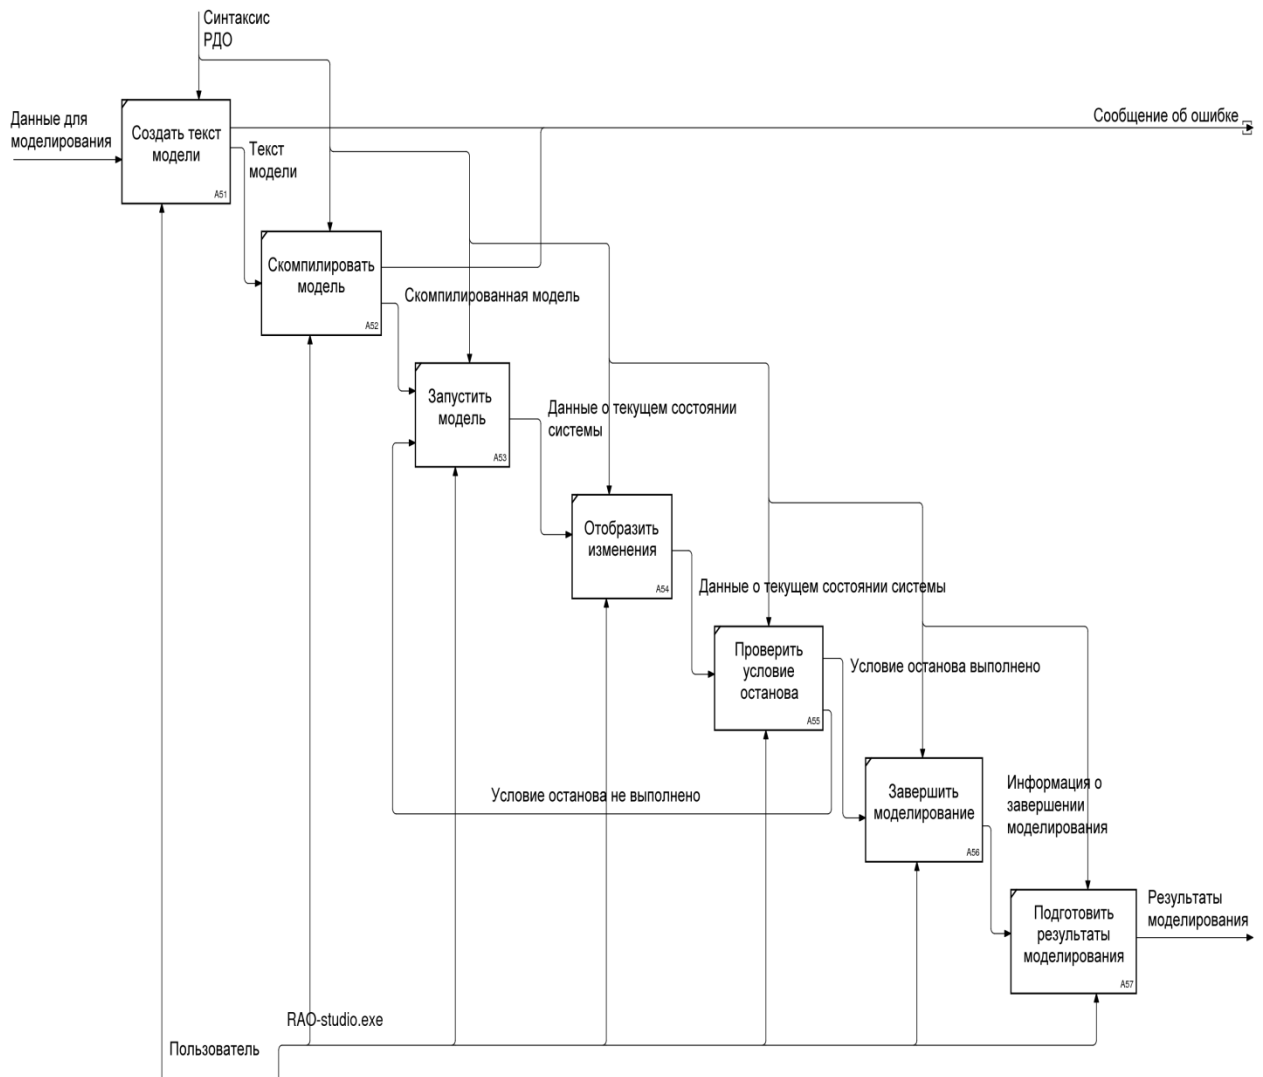 Синтаксис
РДО
Данные для
моделирования
Создать текст
модели
A51
Сообщение об ошибке
Текст
модели
Скомпилировать
модель
A52
Скомпилированная модель
Запустить
модель
A53
Данные о текущем состоянии
системы
Отобразить
изменения
A54
Данные о текущем состоянии системы
Проверить
условие
останова
A55
Условие останова выполнено
Условие останова не выполнено
Завершить
моделирование
A56
Информация о
завершении
моделирования
Подготовить
результаты
моделирования
A57
Результаты
моделирования
RAO-studio.exe
Пользователь